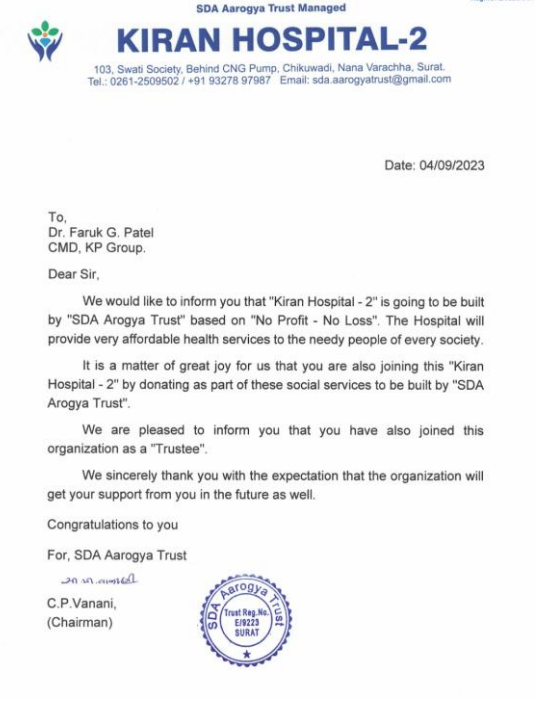 SDA Aarogya Trust Managed
KIRAN HOSPITAL-2
103, Swati Society, Behind CNG Pump, Chikuwadi, Nana Varachha, Surat.
Tel.: 0261-2509502 / +91 93278 97987 Email: sda.aarogyatrust@gmail.com
Date: 04/09/2023
To,
Dr. Faruk G. Patel
CMD, KP Group.
Dear Sir,
We would like to inform you that "Kiran Hospital - 2" is going to be built
by "SDA Arogya Trust" based on "No Profit - No Loss". The Hospital will
provide very affordable health services to the needy people of every society.
It is a matter of great joy for us that you are also joining this "Kiran
Hospital - 2" by donating as part of these social services to be built by "SDA
Arogya Trust".
We are pleased to inform you that you have also joined this
organization as a "Trustee".
We sincerely thank you with the expectation that the organization will
get your support from you in the future as well.
Congratulations to you
For, SDA Aarogya Trust
C.P.Vanani,
(Chairman)
SDA Aarogya Trust
Trust Reg.No.
E/9223
SURAT